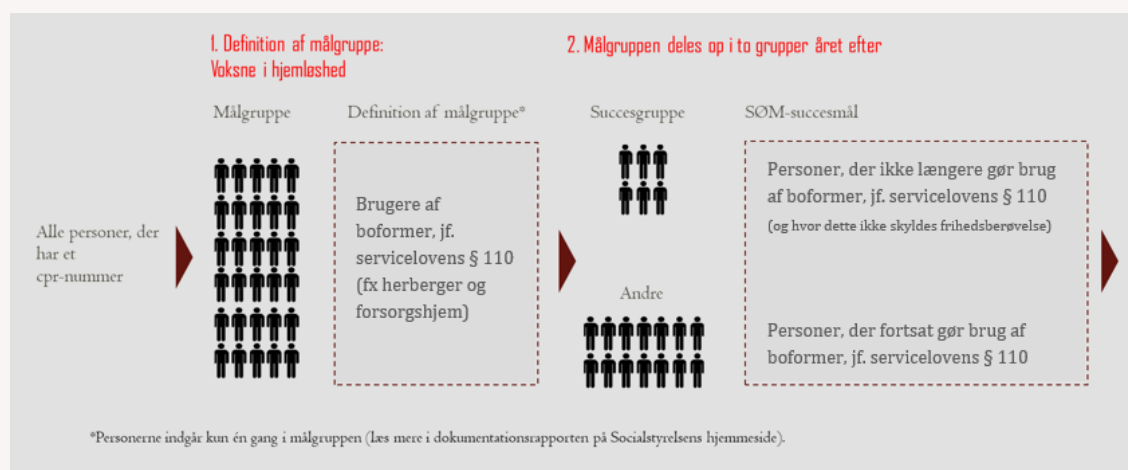 1. Definition af målgruppe:
Voksne i hjemløshed
2. Målgruppen deles op i to grupper året efter
Målgruppe
Definition af målgruppe*
Succesgruppe
SØM-succesmål
Alle personer, der
har et
cpr-nummer
Brugere af
boformer, jf.
servicelovens § 110
(fx herberger og
forsorgshjem)
Personer, der ikke længere gør brug
af boformer, jf. servicelovens § 110
(og hvor dette ikke skyldes frihedsberøvelse)
Andre
Personer, der fortsat gør brug af
boformer, jf. servicelovens § 110
*Personerne indgår kun én gang i målgruppen (læs mere i dokumentationsrapporten på Socialstyrelsens hjemmeside).